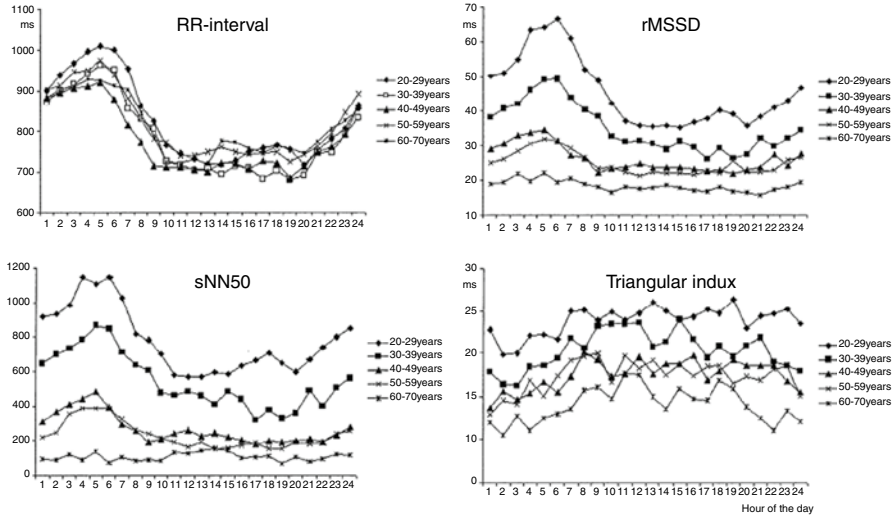 RR-interval
ms
1100
1000
900
800
700
600
1 2 3 4 5 6 7 8 9 10 11 12 13 14 15 16 17 18 19 20 21 22 23 24
20-29years
30-39years
40-49years
50-59years
60-70years
rMSSD
70
ms
60
50
40
30
20
10
1 2 3 4 5 6 7 8 9 10 11 12 13 14 15 16 17 18 19 20 21 22 23 24
20-29years
30-39years
40-49years
50-59years
60-70years
sNN50
1200
1000
800
600
400
200
0
1 2 3 4 5 6 7 8 9 10 11 12 13 14 15 16 17 18 19 20 21 22 23 24
20-29years
30-39years
40-49years
50-59years
60-70years
Triangular indux
30
ms
25
20
15
10
0
1 2 3 4 5 6 7 8 9 10 11 12 13 14 15 16 17 18 19 20 21 22 23 24
20-29years
30-39years
40-49years
50-59years
60-70years
Hour of the day